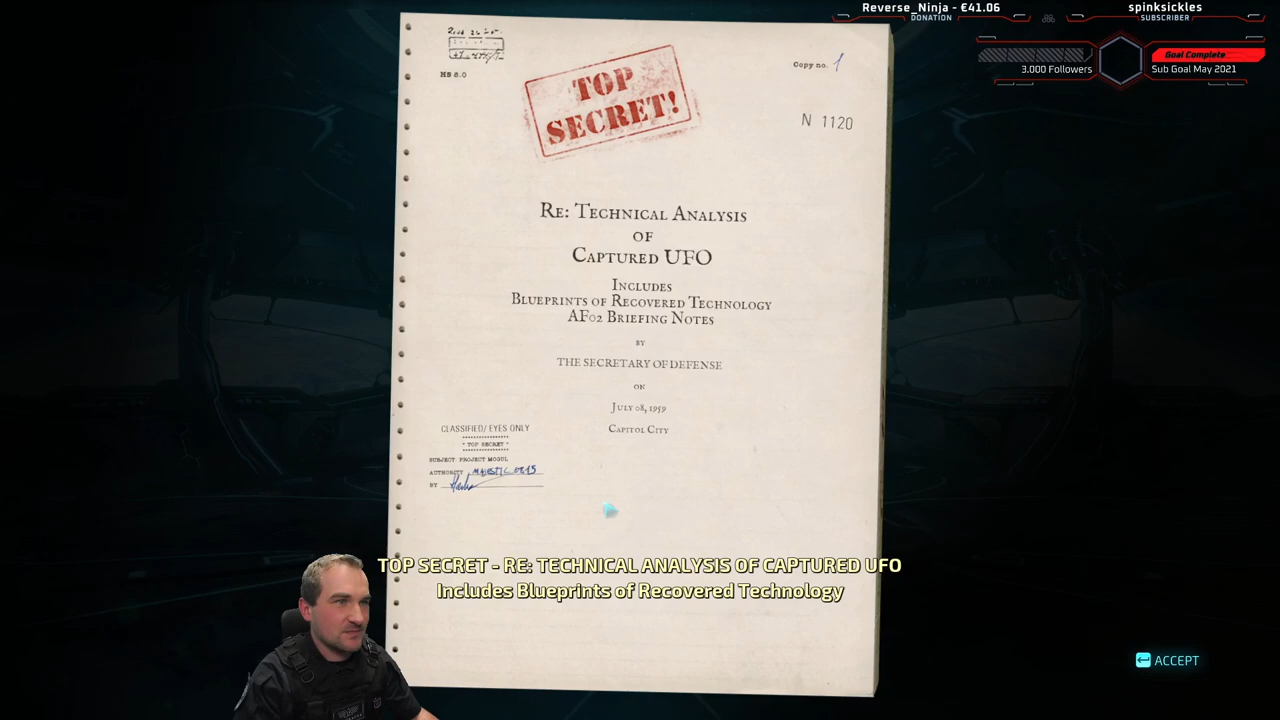 Reverse_Ninja - €41.06
DONATION
spinksickles
SUBSCRIBER
3.000 Followers
Goal Complete
Sub Goal May 2021
MS 6.0
Copy no. 1
TOP
SECRET!
N 1120
Re: Technical Analysis
of
Captured UFO
Includes
Blueprints of Recovered Technology
AF02 Briefing Notes
BY
THE SECRETARY OF DEFENSE
ON
July 08, 1959
Capitol City
CLASSIFIED/ EYES ONLY
* TOP SECRET *
SUBJECT: PROJECT MOGUL
AUTHORITY
BY
TOP SECRET - RE: TECHNICAL ANALYSIS OF CAPTURED UFO
Includes Blueprints of Recovered Technology
ACCEPT